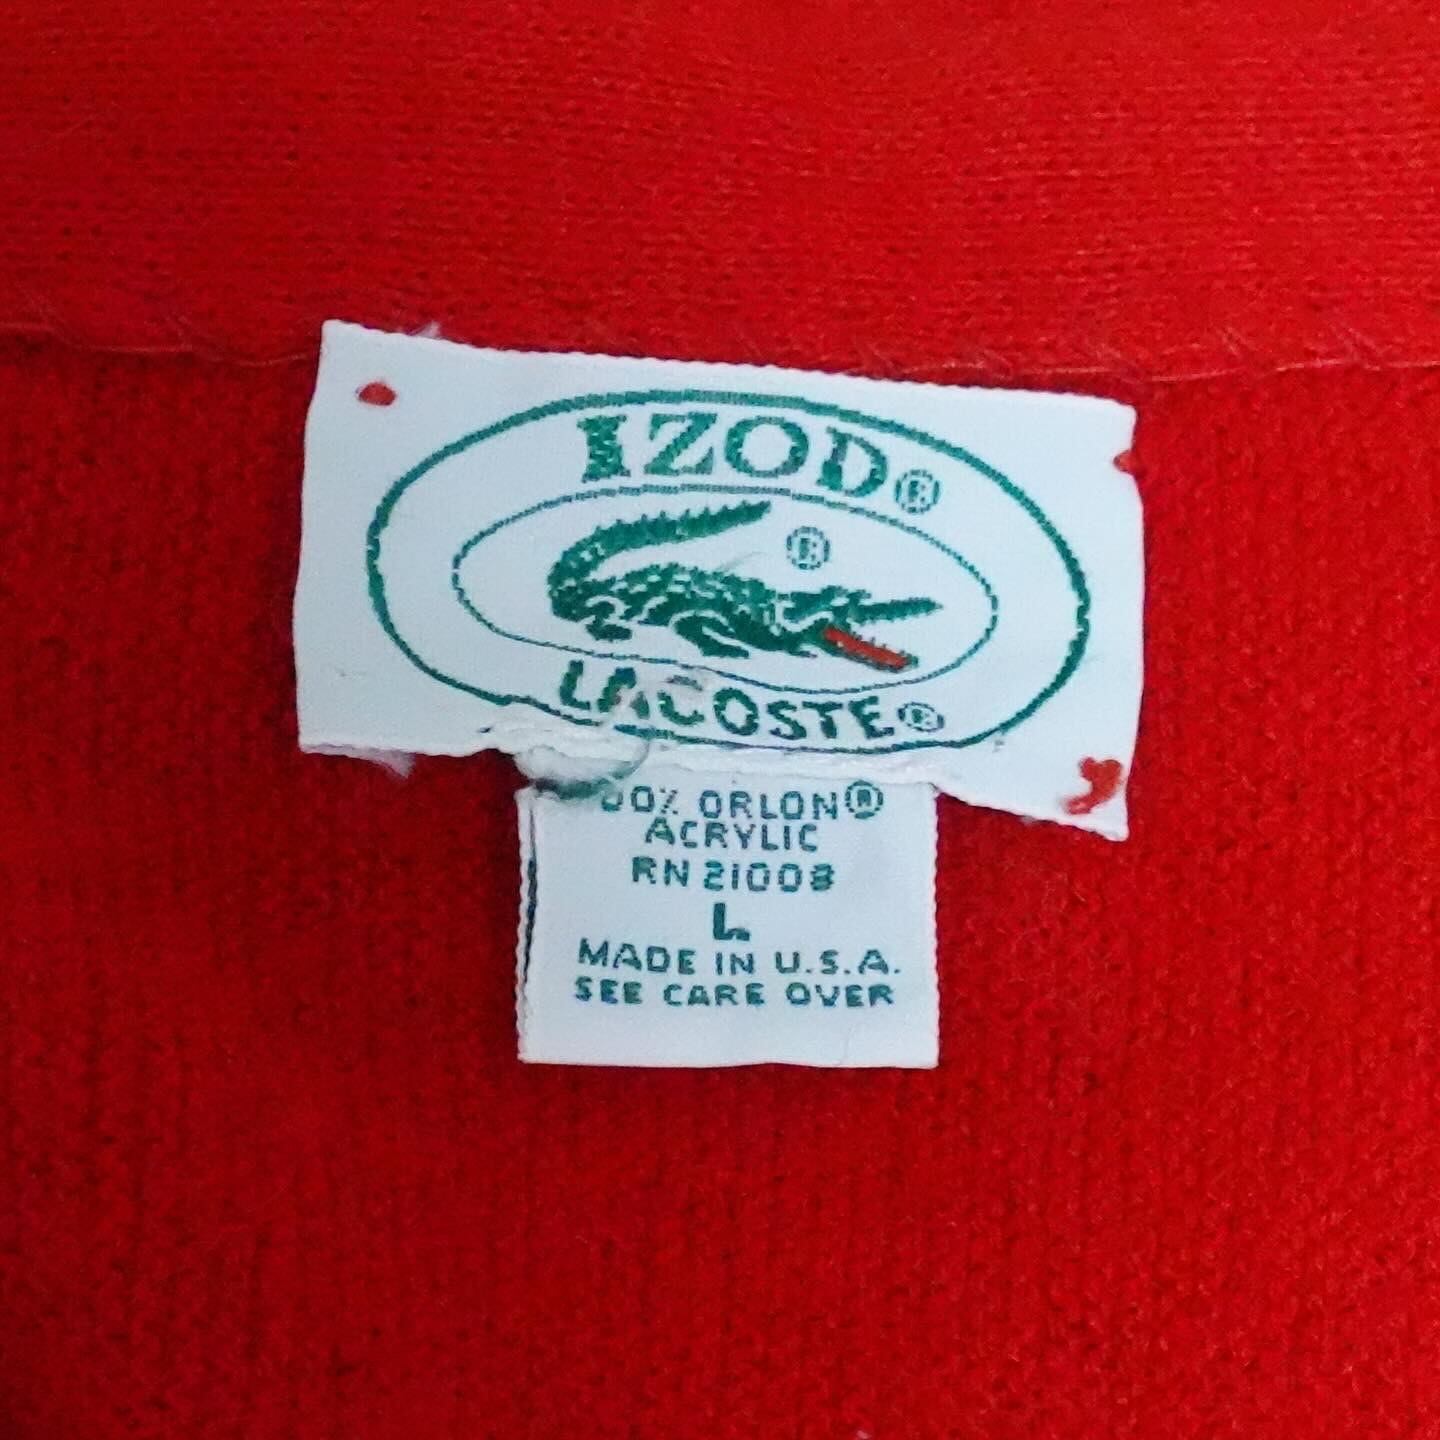 IZOD®
®
LACOSTE®
00% ORLON®
ACRYLIC
RN 21008
L
MADE IN U.S.A.
SEE CARE OVER